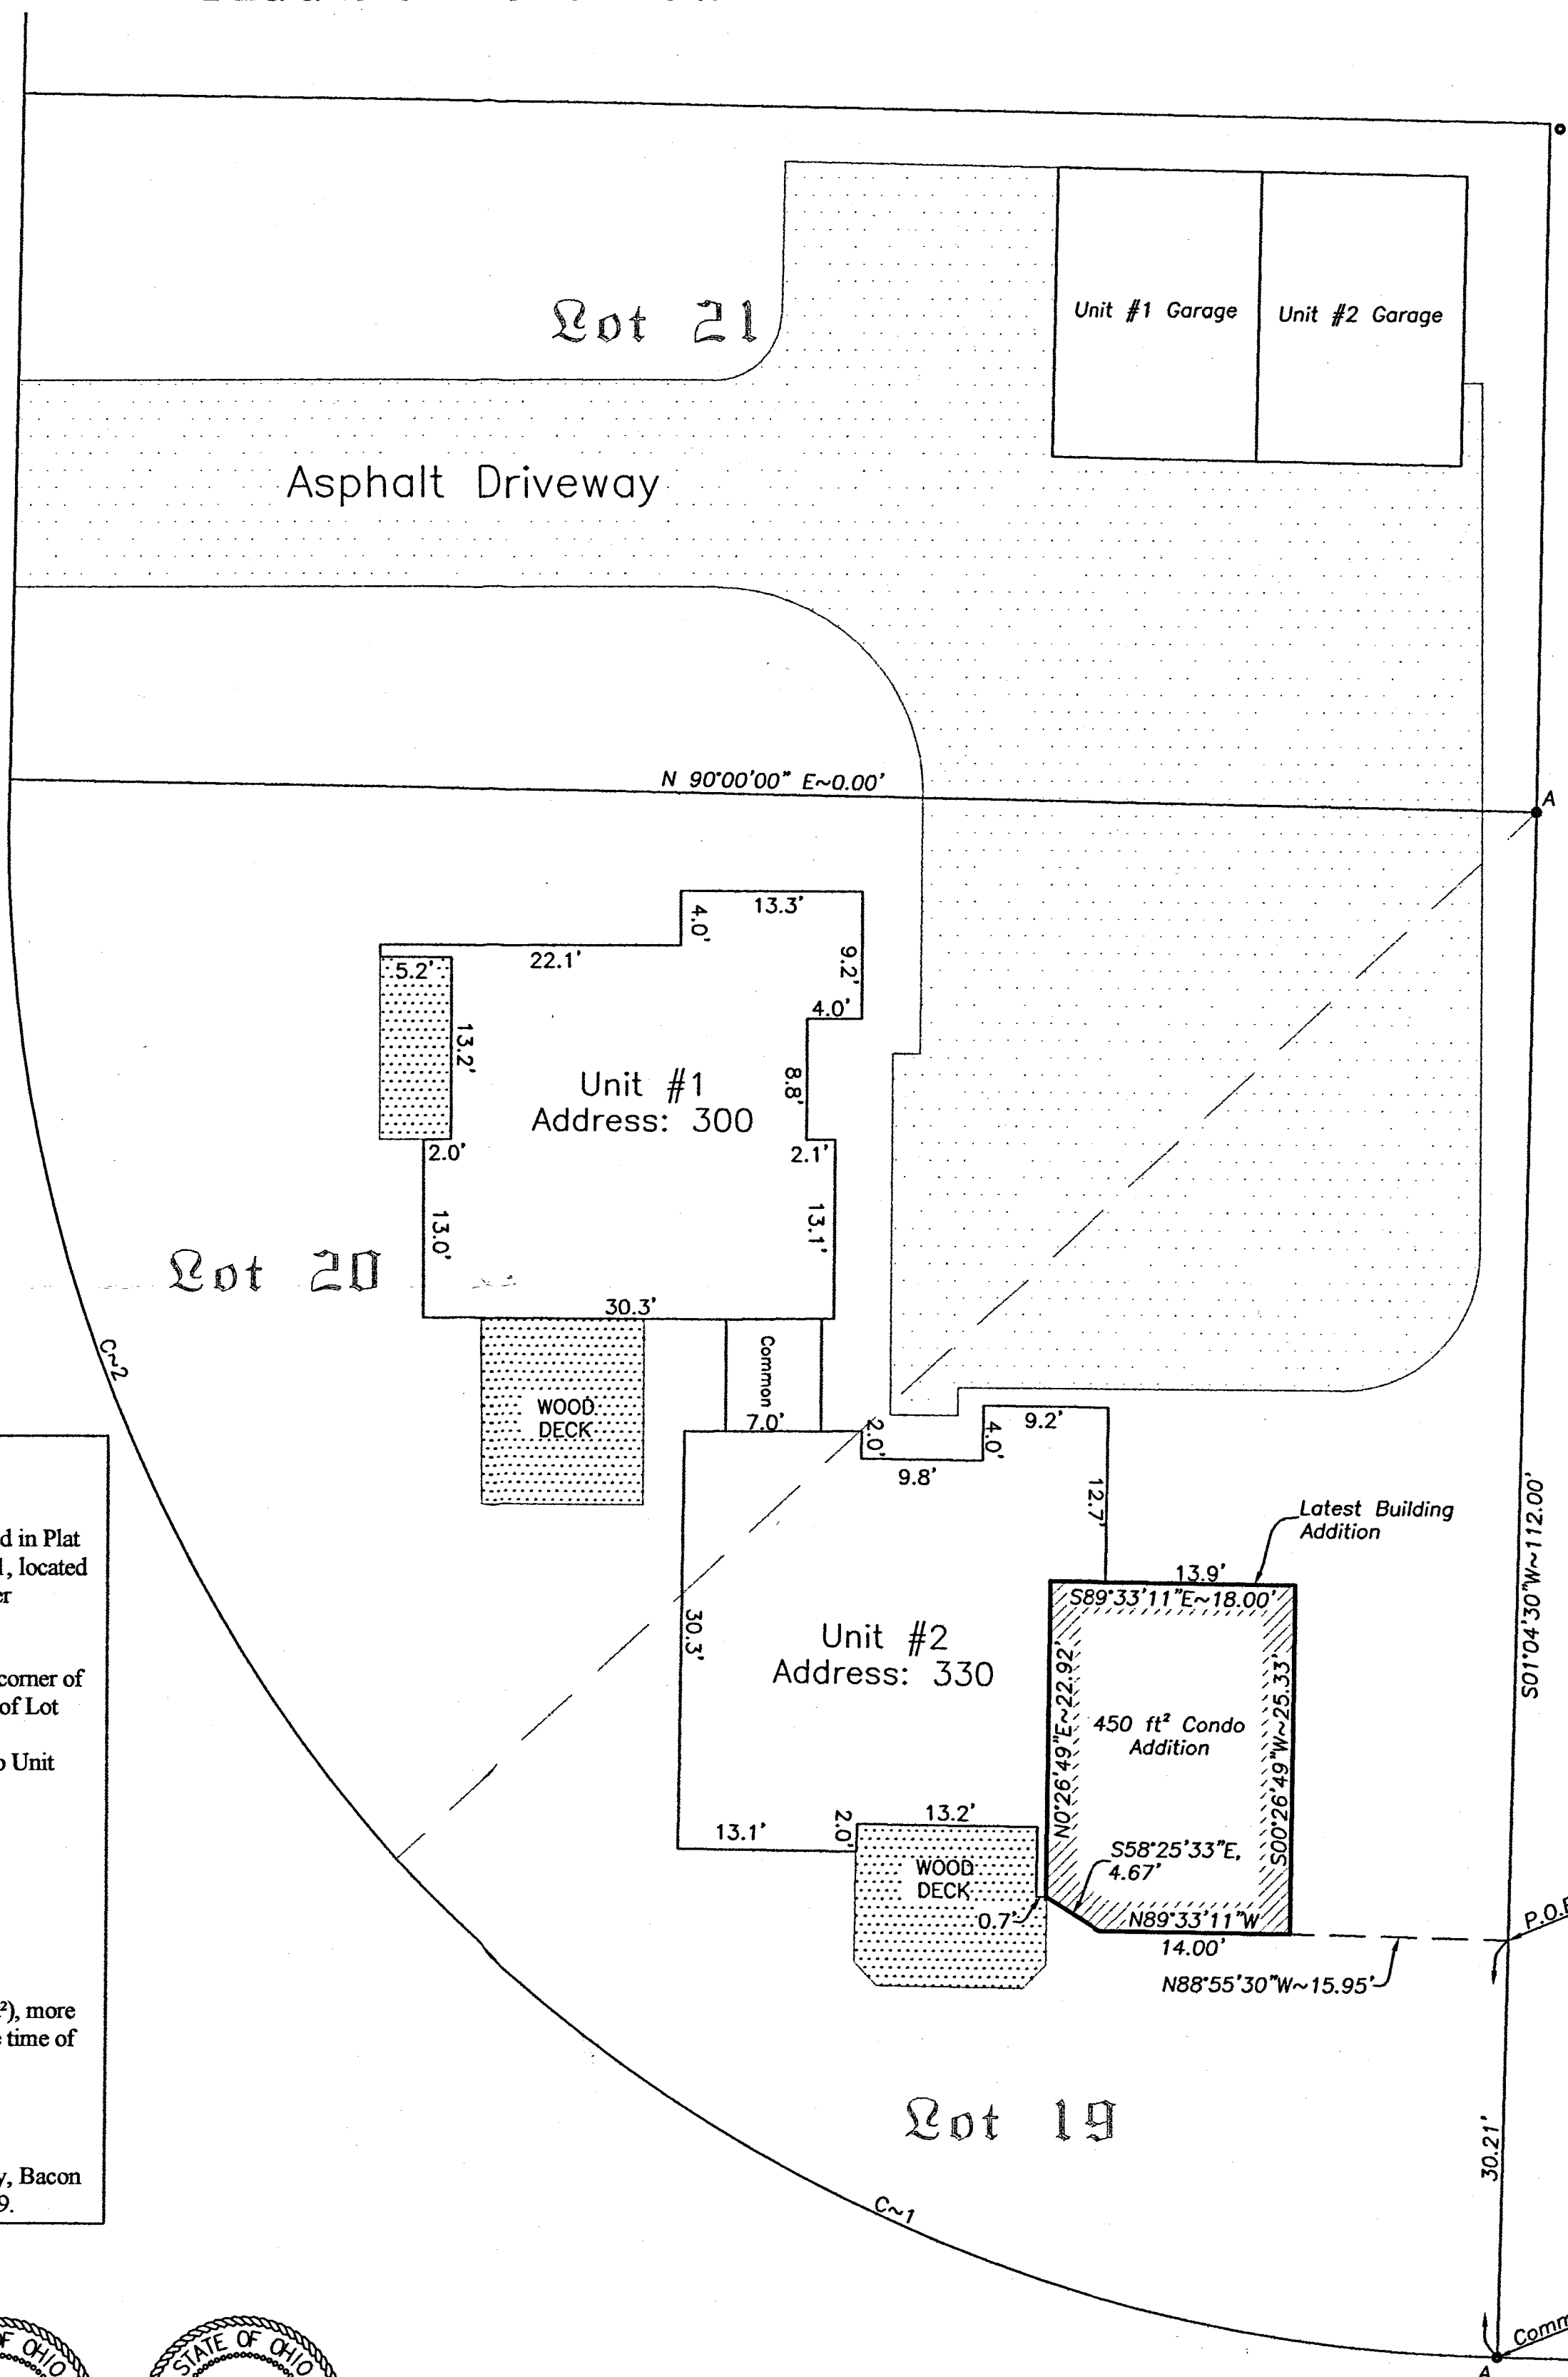 Lot 21
Unit #1 Garage
Unit #2 Garage
Asphalt Driveway
N 90°00'00" E~0.00'
A
13.3'
4.0'
22.1'
5.2'
9.2'
4.0'
13.2'
8.8'
Unit #1
Address: 300
2.0'
2.1'
13.0'
13.1'
Lot 20
30.3'
C~2
Common
WOOD
DECK
7.0'
2.0'
9.8'
4.0'
9.2'
12.7'
Latest Building
Addition
S01°04'30"W~112.00'
13.9'
S89°33'11"E~18.00'
30.3'
Unit #2
Address: 330
N0°26'49"E~22.92'
450 ft² Condo
Addition
S00°26'49"W~25.33'
13.1'
2.0'
13.2'
WOOD
DECK
S58°25'33"E,
4.67'
0.7'
N89°33'11"W
14.00'
N88°55'30"W~15.95'
P.O.
Lot 19
30.21'
C~1
Comm
A
d in Plat
, located
er
corner of
of Lot
Unit
²), more
time of
y, Bacon
9.
OF OHIO
STATE OF OHIO